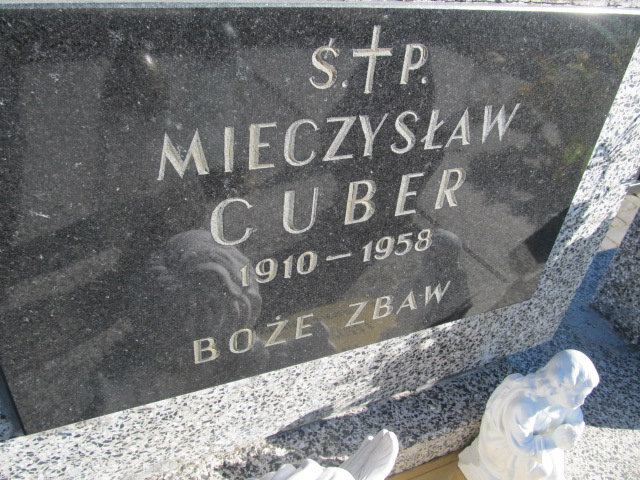 Ś.†P.
MIECZYSŁAW
CUBER
1910 – 1958
BOŻE ZBAW